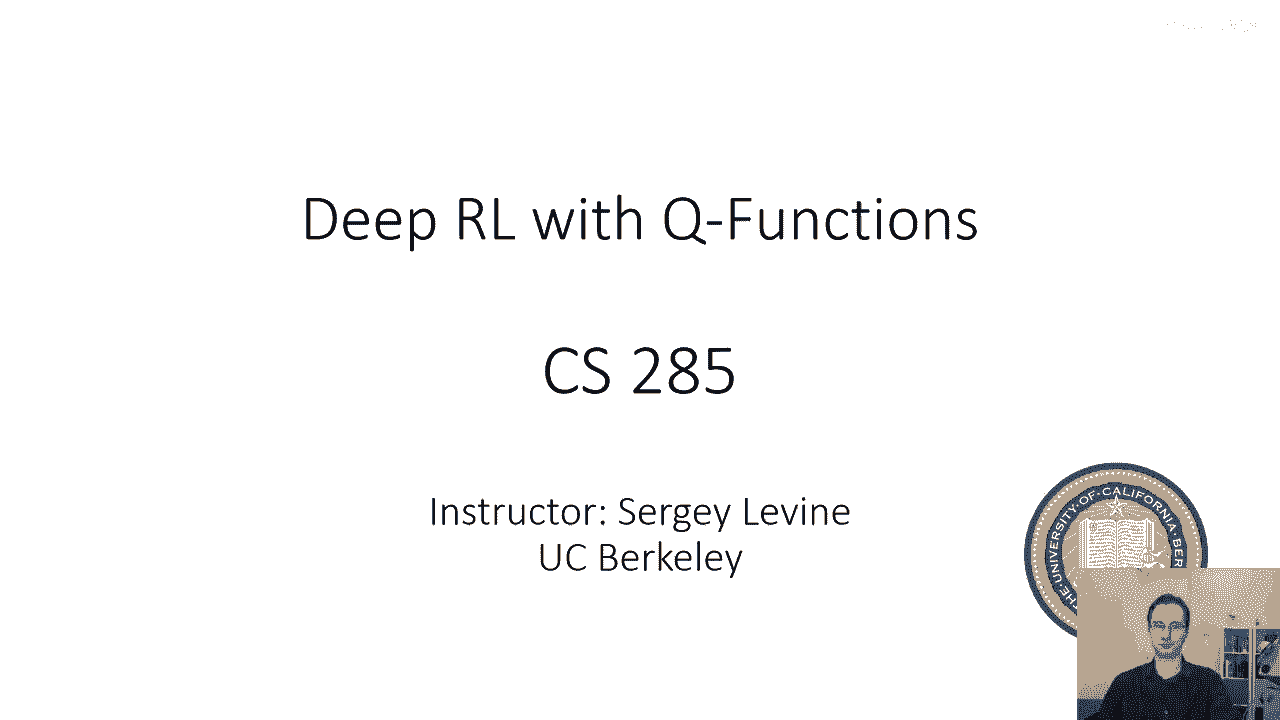 Deep RL with Q-Functions
CS 285
Instructor: Sergey Levine
UC Berkeley
THE·UNIVERSITY·OF·CALIFORNIA·BER